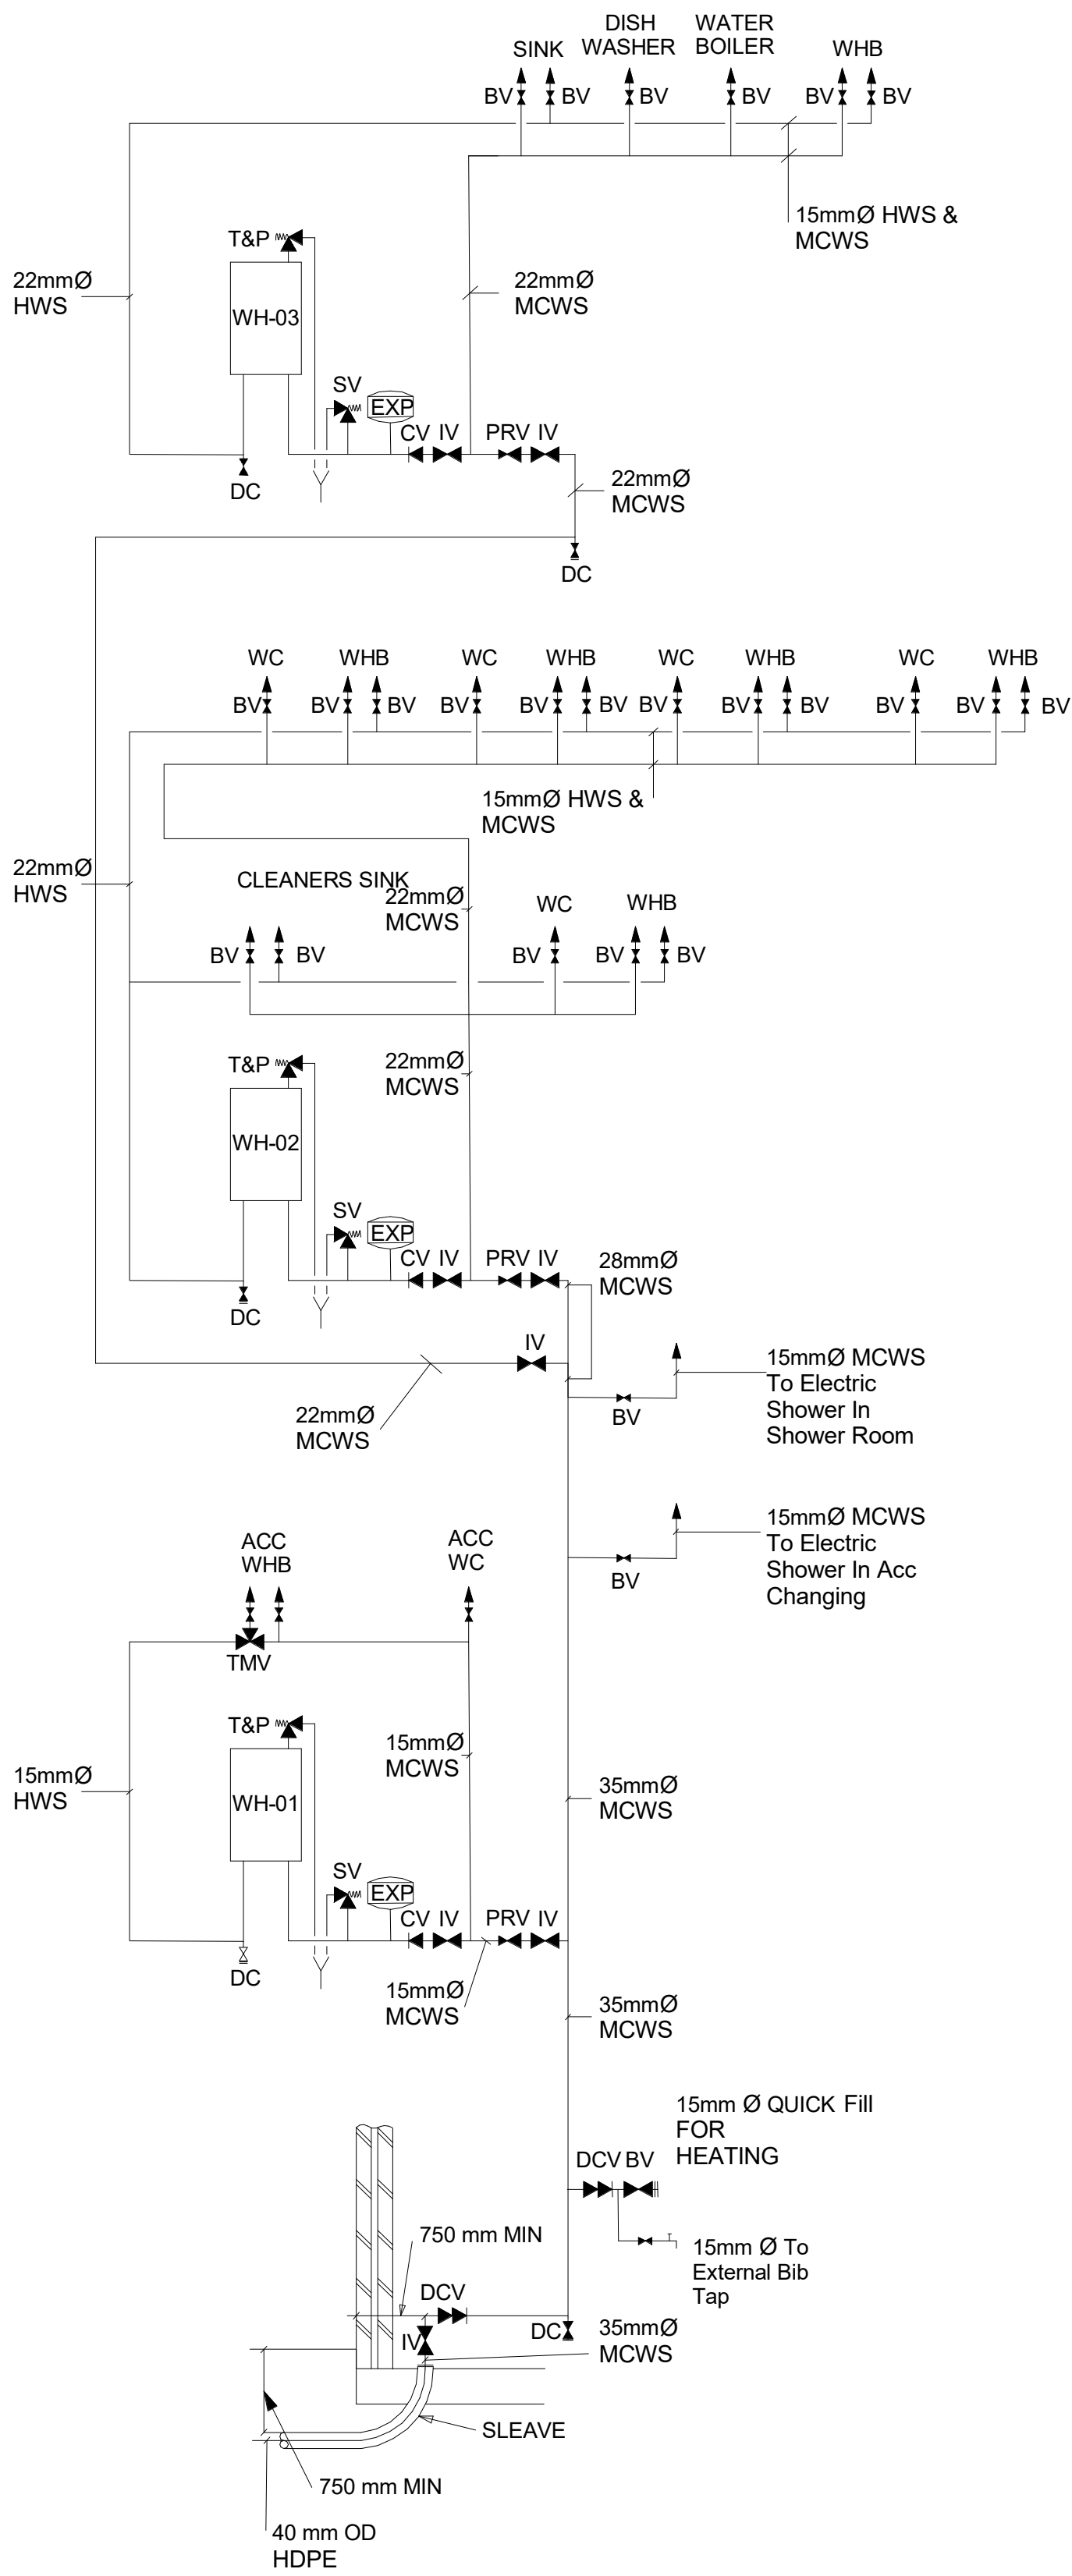 DISH
WASHER
WATER
BOILER
SINK
WHB
BV
BV
BV
BV
BV
BV
15mmØ HWS &
MCWS
T&P
22mmØ
HWS
22mmØ
MCWS
WH-03
SV
EXP
CV IV
PRV IV
DC
22mmØ
MCWS
DC
WC
WHB
WC
WHB
WC
WHB
WC
WHB
BV
BV
BV
BV
BV
BV
BV
BV
BV
BV
BV
BV
15mmØ HWS &
MCWS
22mmØ
HWS
CLEANERS SINK
22mmØ
MCWS
WC
WHB
BV
BV
BV
BV
BV
T&P
22mmØ
MCWS
WH-02
SV
EXP
CV IV
PRV IV
DC
28mmØ
MCWS
IV
15mmØ MCWS
To Electric
Shower In
Shower Room
BV
22mmØ
MCWS
15mmØ MCWS
To Electric
Shower In Acc
Changing
BV
ACC
WHB
ACC
WC
TMV
T&P
15mmØ
MCWS
15mmØ
HWS
WH-01
35mmØ
MCWS
SV
EXP
CV IV
PRV IV
DC
15mmØ
MCWS
35mmØ
MCWS
15mm Ø QUICK Fill
FOR
HEATING
DCV BV
750 mm MIN
15mm Ø To
External Bib
Tap
DCV
IV
DC
35mmØ
MCWS
SLEAVE
750 mm MIN
40 mm OD
HDPE